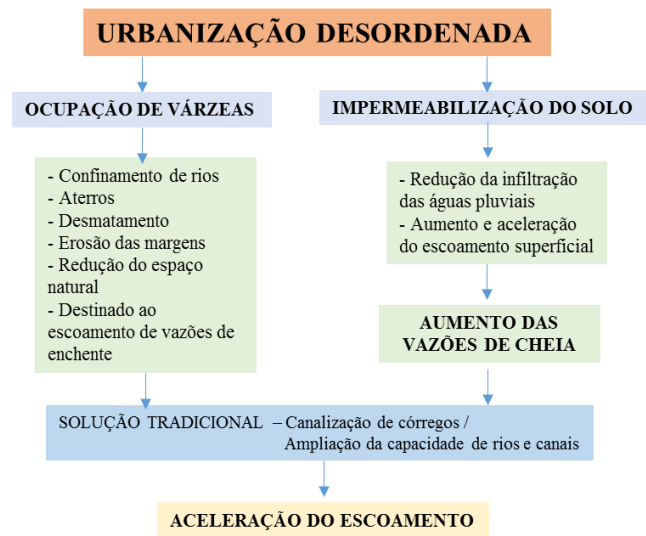 URBANIZAÇÃO DESORDENADA
OCUPAÇÃO DE VÁRZEAS
IMPERMEABILIZAÇÃO DO SOLO
- Confinamento de rios
- Aterros
- Desmatamento
- Erosão das margens
- Redução do espaço
natural
- Destinado ao
escoamento de vazões de
enchente
- Redução da infiltração
das águas pluviais
- Aumento e aceleração
do escoamento superficial
AUMENTO DAS
VAZÕES DE CHEIA
SOLUÇÃO TRADICIONAL – Canalização de córregos /
Ampliação da capacidade de rios e canais
ACELERAÇÃO DO ESCOAMENTO